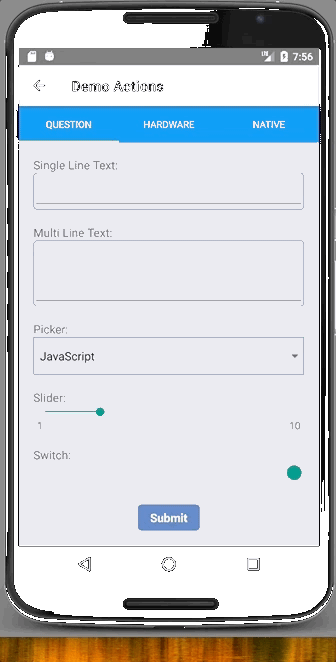 7:56
Demo Actions
QUESTION HARDWARE NATIVE
Single Line Text:
Multi Line Text:
Picker:
JavaScript
Slider:
1 10
Switch:
Submit